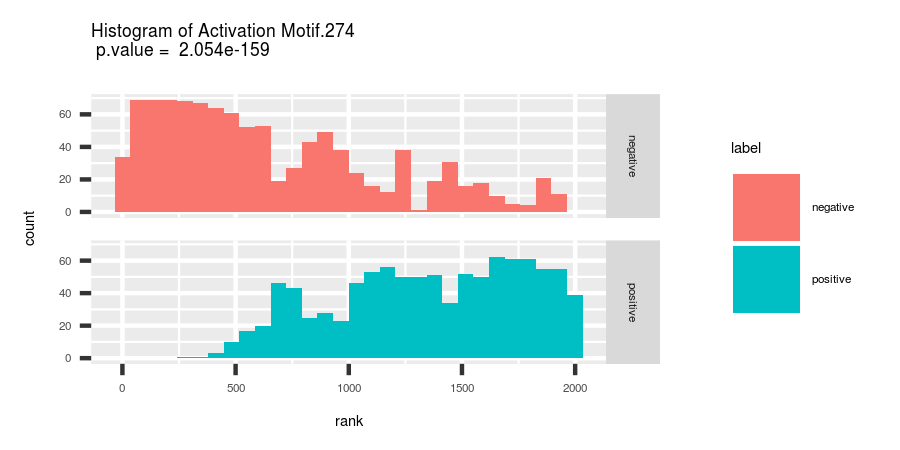 Histogram of Activation Motif.274
p.value = 2.054e-159
count
60
40
20
0
negative
60
40
20
0
positive
0
500
1000
1500
2000
rank
label
negative
positive